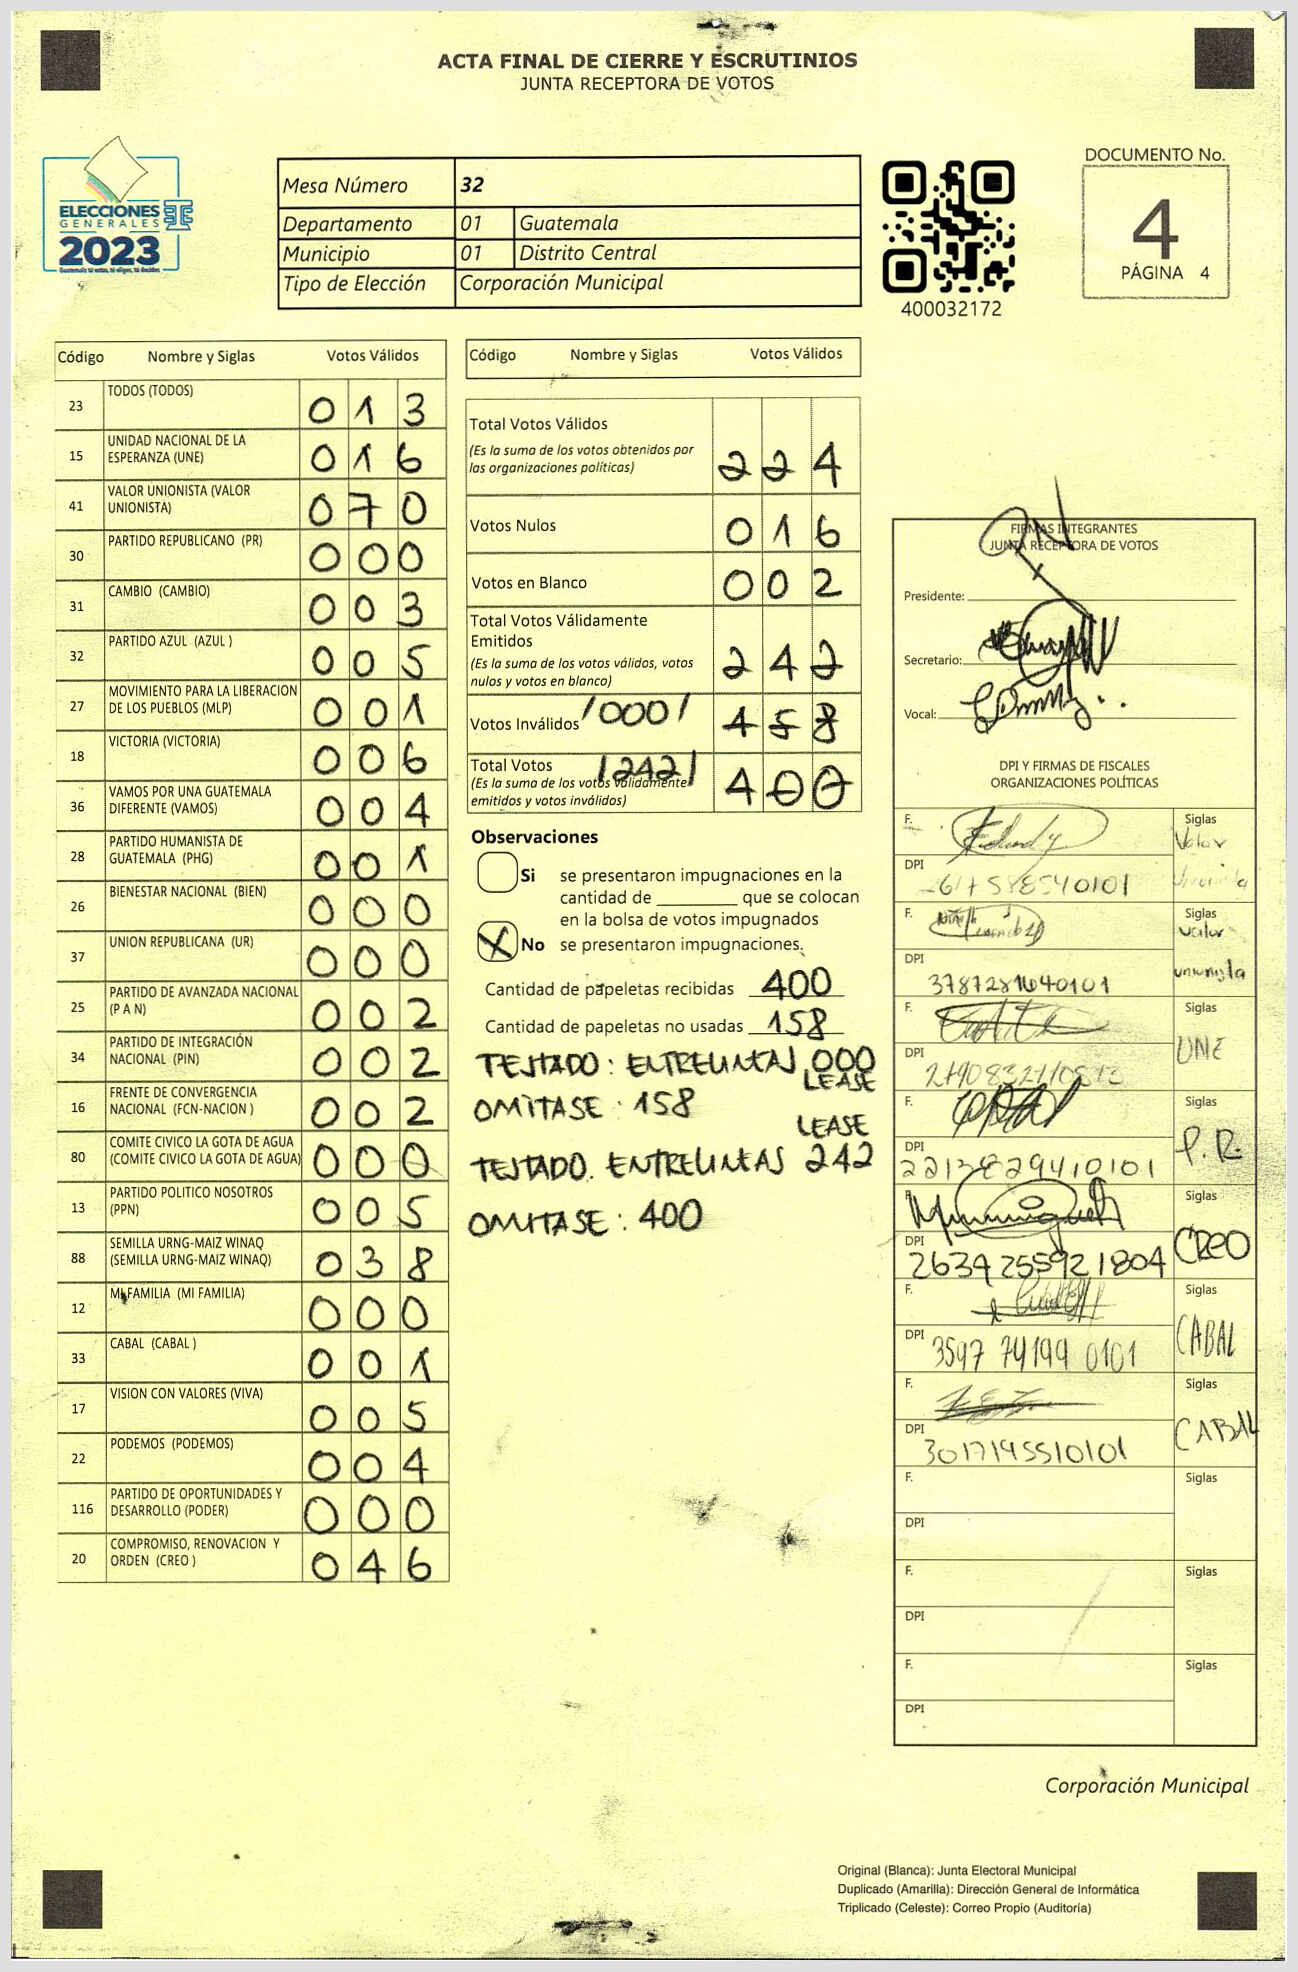 ACTA FINAL DE CIERRE Y ESCRUTINIOS
JUNTA RECEPTORA DE VOTOS
ELECCIONES
GENERALES
2023
Mesa Número 32
Departamento 01 Guatemala
Municipio 01 Distrito Central
Tipo de Elección Corporación Municipal
400032172
DOCUMENTO No.
4
PÁGINA 4
Código Nombre y Siglas Votos Válidos
23 TODOS (TODOS) 0 1 3
15 UNIDAD NACIONAL DE LA
ESPERANZA (UNE) 0 1 6
41 VALOR UNIONISTA (VALOR
UNIONISTA) 0 7 0
30 PARTIDO REPUBLICANO (PR) 0 0 0
31 CAMBIO (CAMBIO) 0 0 3
32 PARTIDO AZUL (AZUL ) 0 0 5
27 MOVIMIENTO PARA LA LIBERACION
DE LOS PUEBLOS (MLP) 0 0 1
18 VICTORIA (VICTORIA) 0 0 6
36 VAMOS POR UNA GUATEMALA
DIFERENTE (VAMOS) 0 0 4
28 PARTIDO HUMANISTA DE
GUATEMALA (PHG) 0 0 1
26 BIENESTAR NACIONAL (BIEN) 0 0 0
37 UNION REPUBLICANA (UR) 0 0 0
25 PARTIDO DE AVANZADA NACIONAL
(P A N) 0 0 2
34 PARTIDO DE INTEGRACIÓN
NACIONAL (PIN) 0 0 2
16 FRENTE DE CONVERGENCIA
NACIONAL (FCN-NACION ) 0 0 2
80 COMITE CIVICO LA GOTA DE AGUA
(COMITE CIVICO LA GOTA DE AGUA) 0 0 0
13 PARTIDO POLITICO NOSOTROS
(PPN) 0 0 5
88 SEMILLA URNG-MAIZ WINAQ
(SEMILLA URNG-MAIZ WINAQ) 0 3 8
12 MI FAMILIA (MI FAMILIA) 0 0 0
33 CABAL (CABAL ) 0 0 1
17 VISION CON VALORES (VIVA) 0 0 5
22 PODEMOS (PODEMOS) 0 0 4
116 PARTIDO DE OPORTUNIDADES Y
DESARROLLO (PODER) 0 0 0
20 COMPROMISO, RENOVACION Y
ORDEN (CREO ) 0 4 6
Código Nombre y Siglas Votos Válidos
Total Votos Válidos
(Es la suma de los votos obtenidos por
las organizaciones políticas) 2 2 4
Votos Nulos 0 1 6
Votos en Blanco 0 0 2
Total Votos Válidamente
Emitidos
(Es la suma de los votos válidos, votos
nulos y votos en blanco) 2 4 2
Votos Inválidos /000/ 1 5 8
Total Votos /242/
(Es la suma de los votos válidamente
emitidos y votos inválidos) 4 0 0
Observaciones
Si se presentaron impugnaciones en la
cantidad de ________ que se colocan
en la bolsa de votos impugnados
X No se presentaron impugnaciones.
Cantidad de papeletas recibidas 400
Cantidad de papeletas no usadas 158
TESTADO: ENTRELINEAS 000
LEASE
OMITASE: 158
LEASE
TESTADO. ENTRELINEAS 242
OMITASE: 400
FIRMAS INTEGRANTES
JUNTA RECEPTORA DE VOTOS
Presidente:
Secretario:
Vocal:
DPI Y FIRMAS DE FISCALES
ORGANIZACIONES POLÍTICAS
F. Siglas
Valor
DPI
F. Siglas
Valor
unionista
DPI 3787281640101
F. Siglas
UNE
DPI
F. Siglas
P.R.
DPI 2213829410101
F. Siglas
CREO
DPI 2634255921804
F. Siglas
CABAL
DPI 3597 74199 0101
F. Siglas
CABAL
DPI 3017195510101
F. Siglas
DPI
F. Siglas
DPI
F. Siglas
DPI
Corporación Municipal
Original (Blanca): Junta Electoral Municipal
Duplicado (Amarilla): Dirección General de Informática
Triplicado (Celeste): Correo Propio (Auditoría)